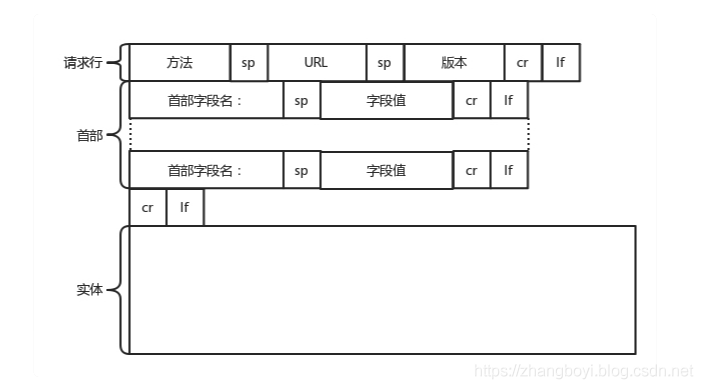 请求行 方法 sp URL sp 版本 cr lf
首部字段名： sp 字段值 cr lf
首部
首部字段名： sp 字段值 cr lf
cr lf
实体
https://zhangboyi.blog.csdn.net